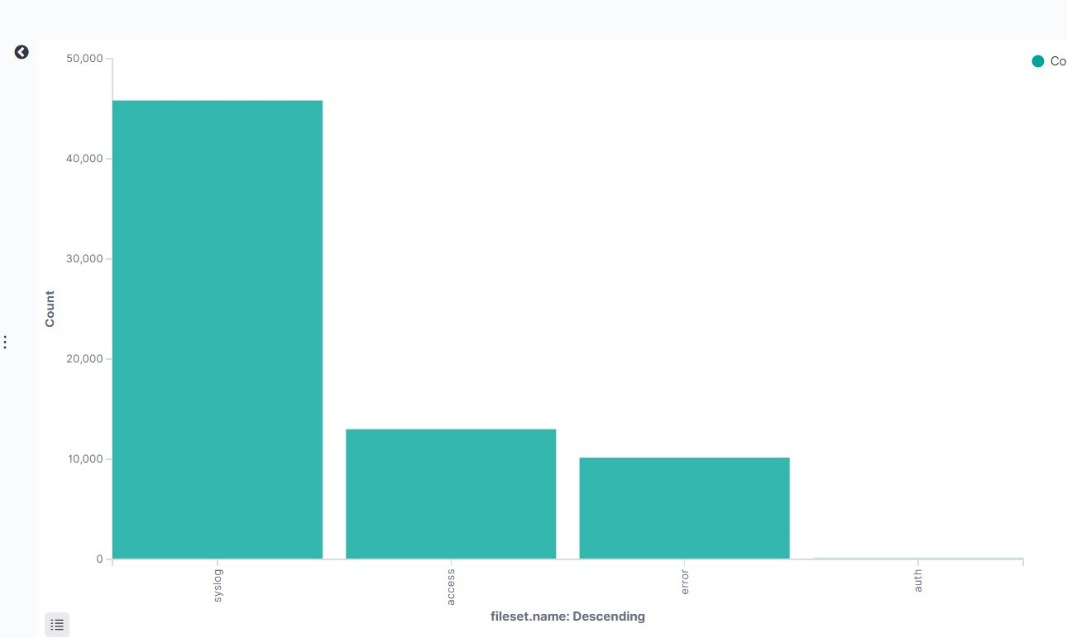 50,000
Co
40,000
30,000
20,000
10,000
0
Count
syslog
access
error
auth
fileset.name: Descending